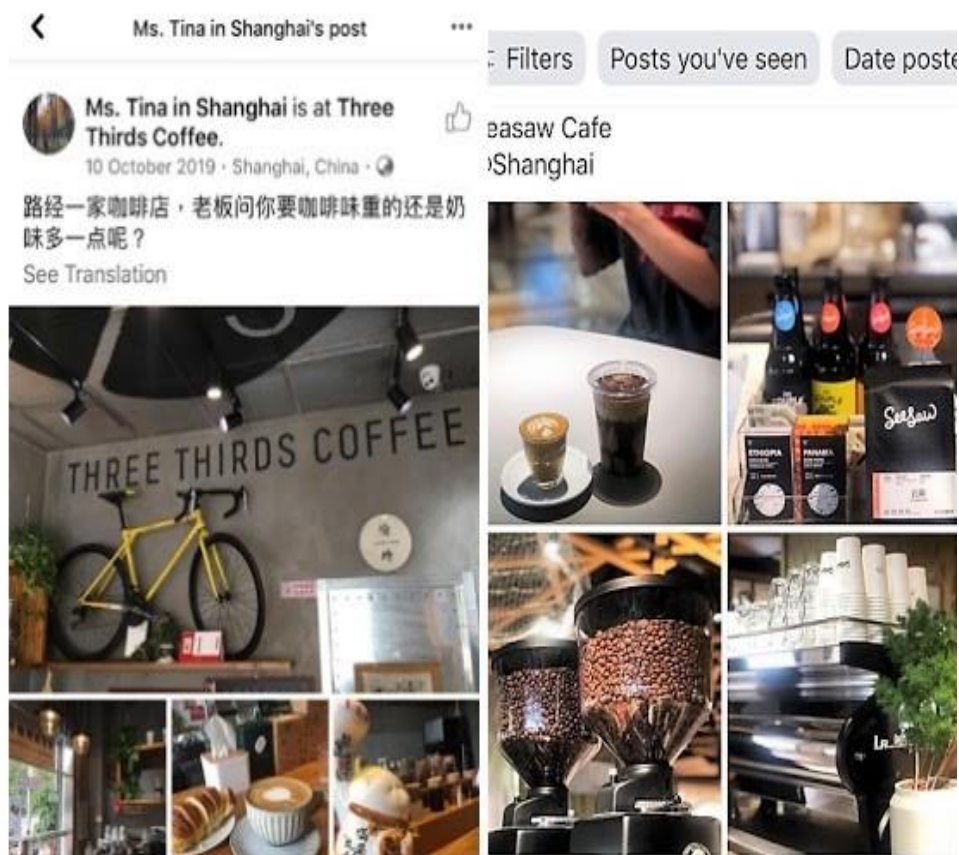 Ms. Tina in Shanghai's post
Ms. Tina in Shanghai is at Three
Thirds Coffee.
10 October 2019 · Shanghai, China ·
路经一家咖啡店，老板问你要咖啡味重的还是奶
味多一点呢？
See Translation
THREE THIRDS COFFEE
Filters
Posts you've seen
Date poste
easaw Cafe
Shanghai
SeeSaw
ETHIOPIA
PANAMA